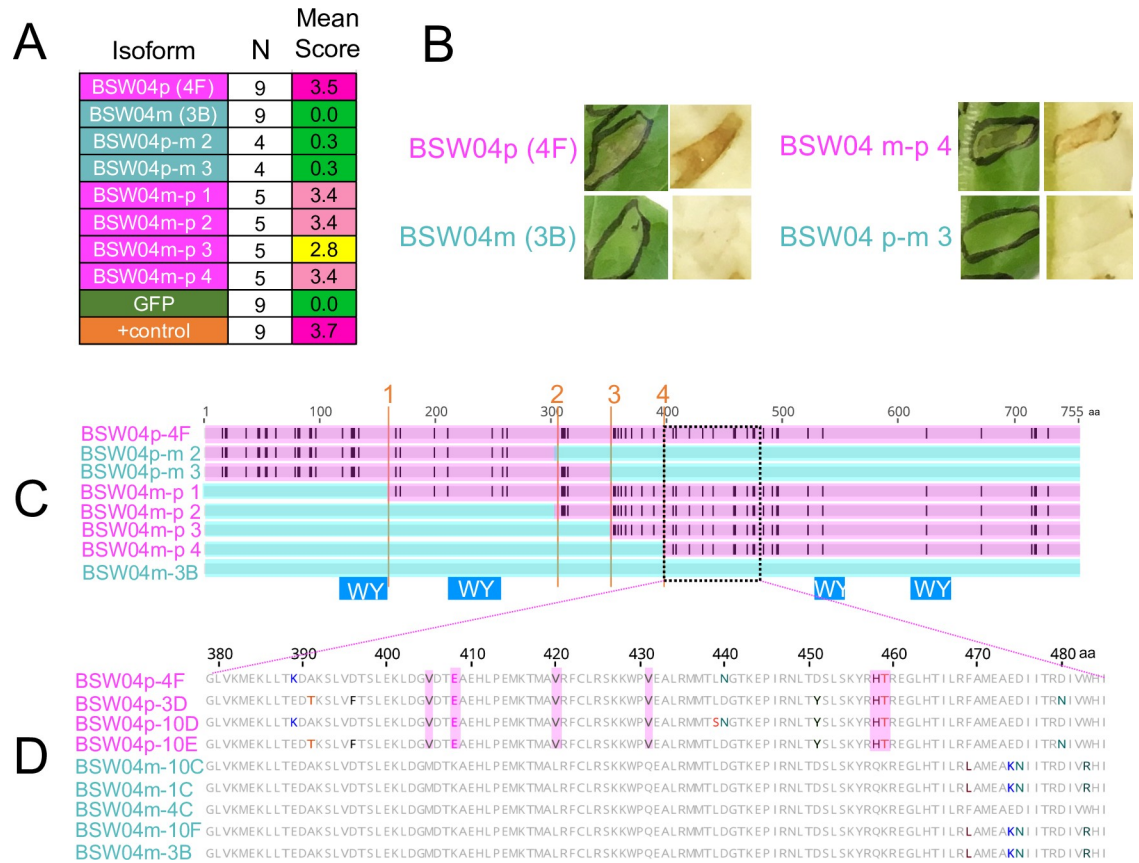 A
Isoform N Mean Score
BSW04p (4F) 9 3.5
BSW04m (3B) 9 0.0
BSW04p-m 2 4 0.3
BSW04p-m 3 4 0.3
BSW04m-p 1 5 3.4
BSW04m-p 2 5 3.4
BSW04m-p 3 5 2.8
BSW04m-p 4 5 3.4
GFP 9 0.0
+control 9 3.7
B
BSW04p (4F)
BSW04 m-p 4
BSW04m (3B)
BSW04 p-m 3
C
1 2 3 4
1 100 200 300 400 500 600 700 755 aa
BSW04p-4F
BSW04p-m 2
BSW04p-m 3
BSW04m-p 1
BSW04m-p 2
BSW04m-p 3
BSW04m-p 4
BSW04m-3B
WY WY WY WY
D
380 390 400 410 420 430 440 450 460 470 480 aa
BSW04p-4F GLVKMEKLLTKDAKSLVDTSLEKLDGVDTEAEHLPEMKTMAVRFCLRSKKWPVEALRMMTLNGTKEPIRNLTDSLSKYRHTREGLHTILRFAMEAEDIITRDIVWHI
BSW04p-3D GLVKMEKLLTEDTKSLVFTSLEKLDGVDTEAEHLPEMKTMAVRFCLRSKKWPVEALRMMTLDGTKEPIRNLTYSLSKYRHTREGLHTILRFAMEAEDIITRNIVWHI
BSW04p-10D GLVKMEKLLTKDAKSLVDTSLEKLDGVDTEAEHLPEMKTMAVRFCLRSKKWPVEALRMMTSNGTKEPIRNLTYSLSKYRHTREGLHTILRFAMEAEDIITRDIVWHI
BSW04p-10E GLVKMEKLLTEDTKSLVFTSLEKLDGVDTEAEHLPEMKTMAVRFCLRSKKWPVEALRMMTLDGTKEPIRNLTYSLSKYRHTREGLHTILRFAMEAEDIITRNIVWHI
BSW04m-10C GLVKMEKLLTEDAKSLVDTSLEKLDGMDTKAEHLPEMKTMALRFCLRSKKWPQEALRMMTLDGTKEPIRNLTDSLSKYRQKREGLHTILRLAMEAKNIITRDIVRHI
BSW04m-1C GLVKMEKLLTEDAKSLVDTSLEKLDGMDTKAEHLPEMKTMALRFCLRSKKWPQEALRMMTLDGTKEPIRNLTDSLSKYRQKREGLHTILRLAMEAKNIITRDIVRHI
BSW04m-4C GLVKMEKLLTEDAKSLVDTSLEKLDGMDTKAEHLPEMKTMALRFCLRSKKWPQEALRMMTLDGTKEPIRNLTDSLSKYRQKREGLHTILRFAMEAEDIITRDIVWHI
BSW04m-10F GLVKMEKLLTEDAKSLVDTSLEKLDGMDTKAEHLPEMKTMALRFCLRSKKWPQEALRMMTLDGTKEPIRNLTDSLSKYRQKREGLHTILRLAMEAKNIITRDIVRHI
BSW04m-3B GLVKMEKLLTEDAKSLVDTSLEKLDGMDTKAEHLPEMKTMALRFCLRSKKWPQEALRMMTLDGTKEPIRNLTDSLSKYRQKREGLHTILRLAMEAKNIITRDIVRHI